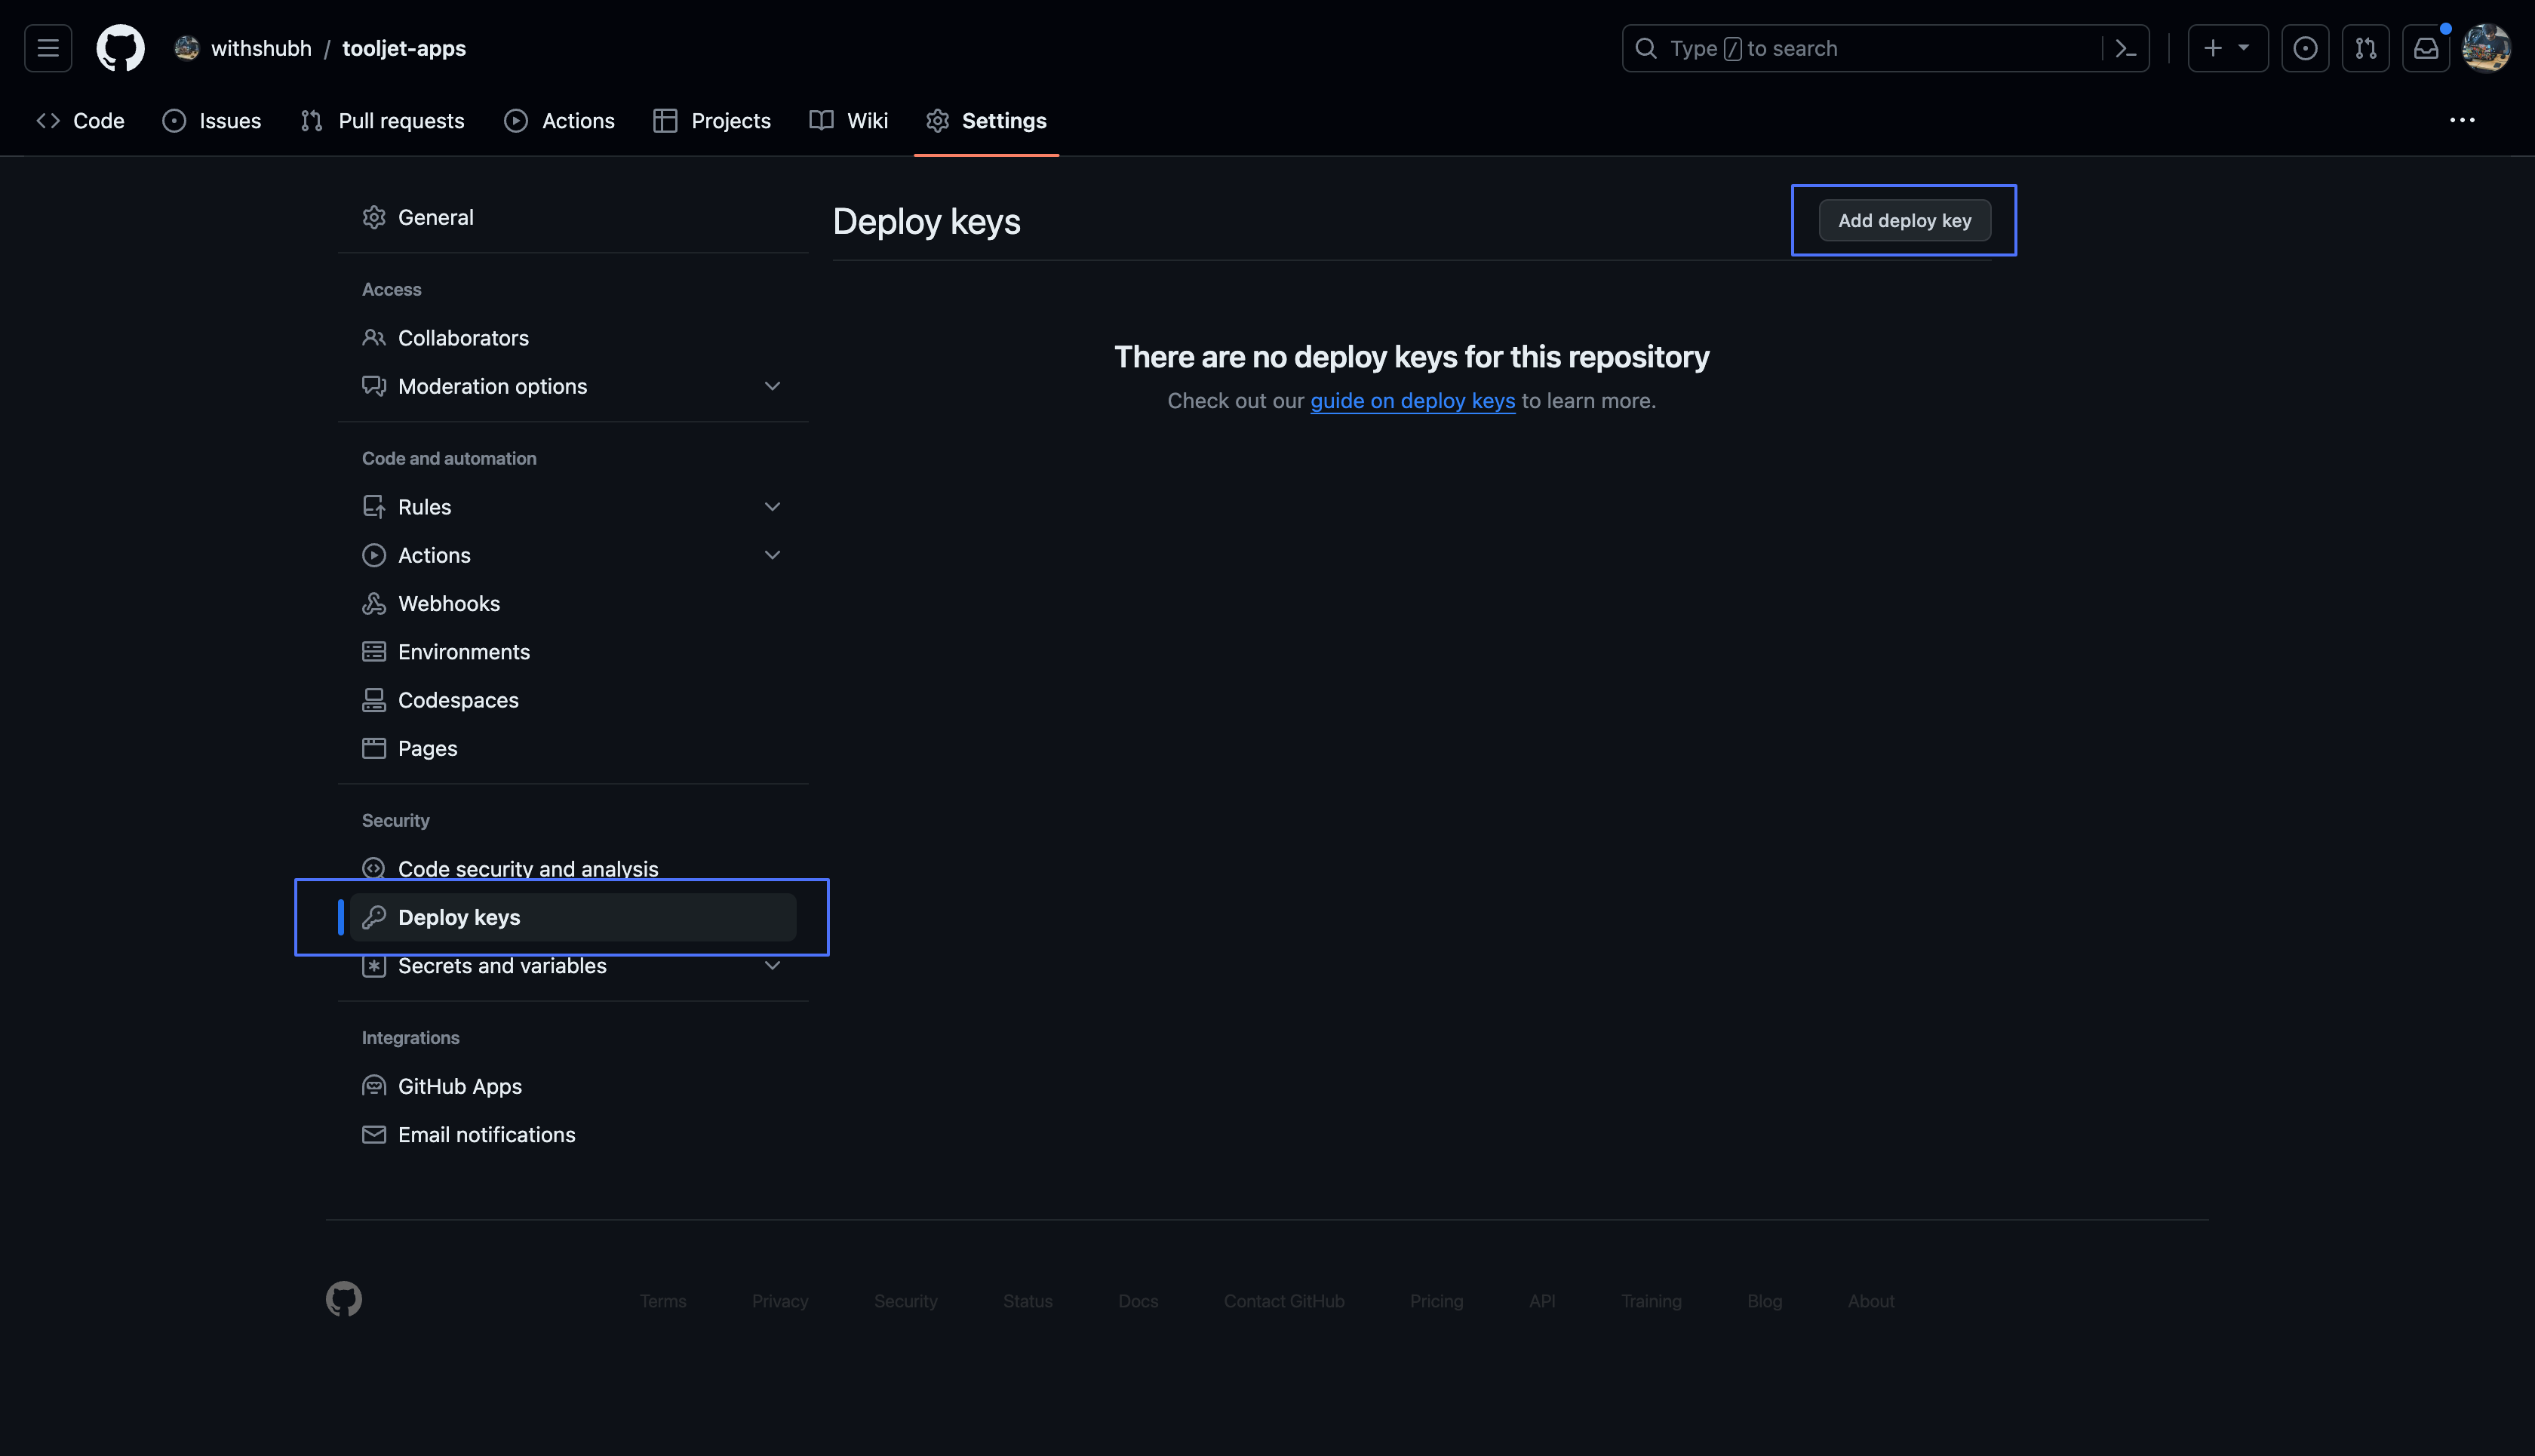 withshubh / tooljet-apps
Type / to search
Code Issues Pull requests Actions Projects Wiki Settings
General
Access
Collaborators
Moderation options
Code and automation
Rules
Actions
Webhooks
Environments
Codespaces
Pages
Security
Code security and analysis
Deploy keys
Secrets and variables
Integrations
GitHub Apps
Email notifications
Deploy keys
Add deploy key
There are no deploy keys for this repository
Check out our guide on deploy keys to learn more.
Terms Privacy Security Status Docs Contact GitHub Pricing API Training Blog About